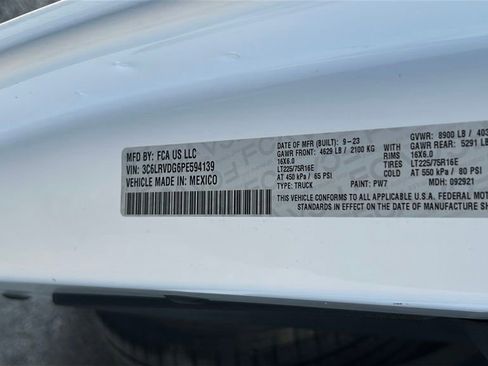 MFD BY: FCA US LLC
VIN: 3C6LRVDG6PE594139
VEHICLE MADE IN: MEXICO
DATE OF MFR (BUILT): 9-23 GVWR: 8900 LB /
GAWR FRONT: 4629 LB / 2100 KG GAWR REAR: 5291 LB
16X6.0 RIMS 16X6.0
LT225/75R16E TIRES LT225/75R16E
AT 450 kPa / 65 PSI COLD AT 550 kPa / 80 PSI
TYPE: TRUCK PAINT: PW7 MDH: 092921
THIS VEHICLE CONFORMS TO ALL APPLICABLE U.S.A. FEDERAL MOTOR
STANDARDS IN EFFECT ON THE DATE OF MANUFACTURE